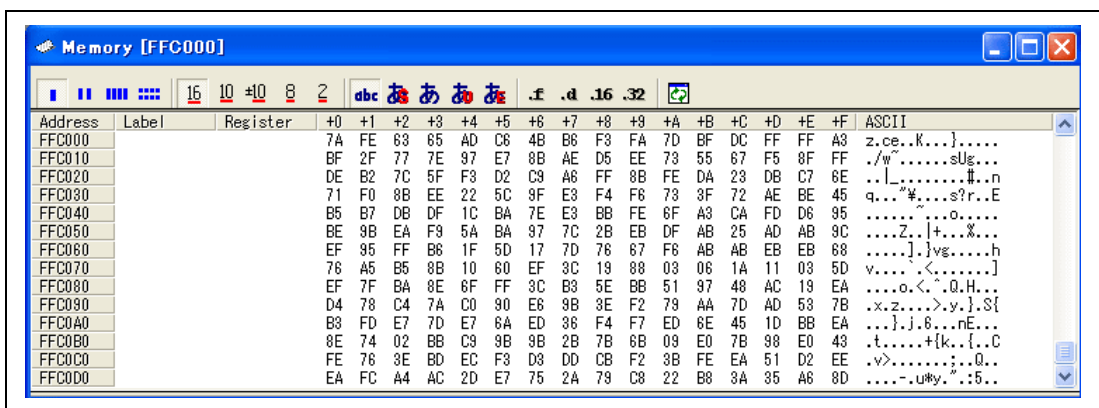 Memory [FFC000]
16 10 ±10 8 2 abc あS あ あD あE .f .d .16 .32
Address Label Register +0 +1 +2 +3 +4 +5 +6 +7 +8 +9 +A +B +C +D +E +F ASCII
FFC000 7A FE 63 65 AD C6 4B B6 F3 FA 7D BF DC FF FF A3 z.ce..K...}.....
FFC010 BF 2F 77 7E 97 E7 8B AE D5 EE 73 55 67 F5 8F FF ./w~......sUg...
FFC020 DE B2 7C 5F F3 D2 C9 A6 FF 8B FE DA 23 DB C7 6E ..|_........#..n
FFC030 71 F0 8B EE 22 5C 9F E3 F4 F6 73 3F 72 AE BE 45 q..."¥....s?r..E
FFC040 B5 B7 DB DF 1C BA 7E E3 BB FE 6F A3 CA FD D6 95 ......~...o.....
FFC050 BE 9B EA F9 5A BA 97 7C 2B EB DF AB 25 AD AB 9C ....Z..|+...%...
FFC060 EF 95 FF B6 1F 5D 17 7D 76 67 F6 AB AB EB EB 68 .....].}vg.....h
FFC070 76 A5 B5 8B 10 60 EF 3C 19 88 03 06 1A 11 03 5D v....`.<.......]
FFC080 EF 7F BA 8E 6F FF 3C B3 5E BB 51 97 48 AC 19 EA ....o.<.^.Q.H...
FFC090 D4 78 C4 7A C0 90 E6 9B 3E F2 79 AA 7D AD 53 7B .x.z....>.y.}.S{
FFC0A0 B3 FD E7 7D E7 6A ED 36 F4 F7 ED 6E 45 1D BB EA ...}.j.6...nE...
FFC0B0 8E 74 02 BB C9 9B 9B 2B 7B 6B 09 E0 7B 98 E0 43 .t.....+{k..{..C
FFC0C0 FE 76 3E BD EC F3 D3 DD CB F2 3B FE EA 51 D2 EE .v>.......;..Q..
FFC0D0 EA FC A4 AC 2D E7 75 2A 79 C8 22 B8 3A 35 A6 8D ....-.u*y.".:5..